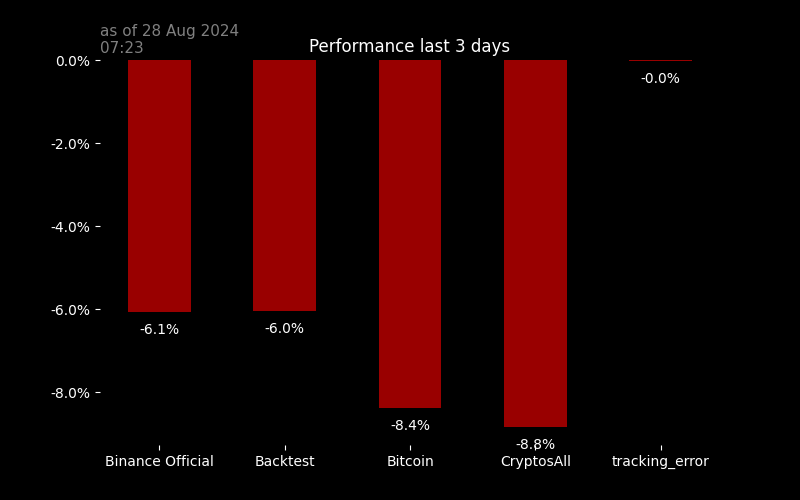 as of 28 Aug 2024
07:23
Performance last 3 days
0.0%
-2.0%
-4.0%
-6.0%
-8.0%
-6.1%
-6.0%
-8.4%
-8.8%
-0.0%
Binance Official
Backtest
Bitcoin
CryptosAll
tracking_error